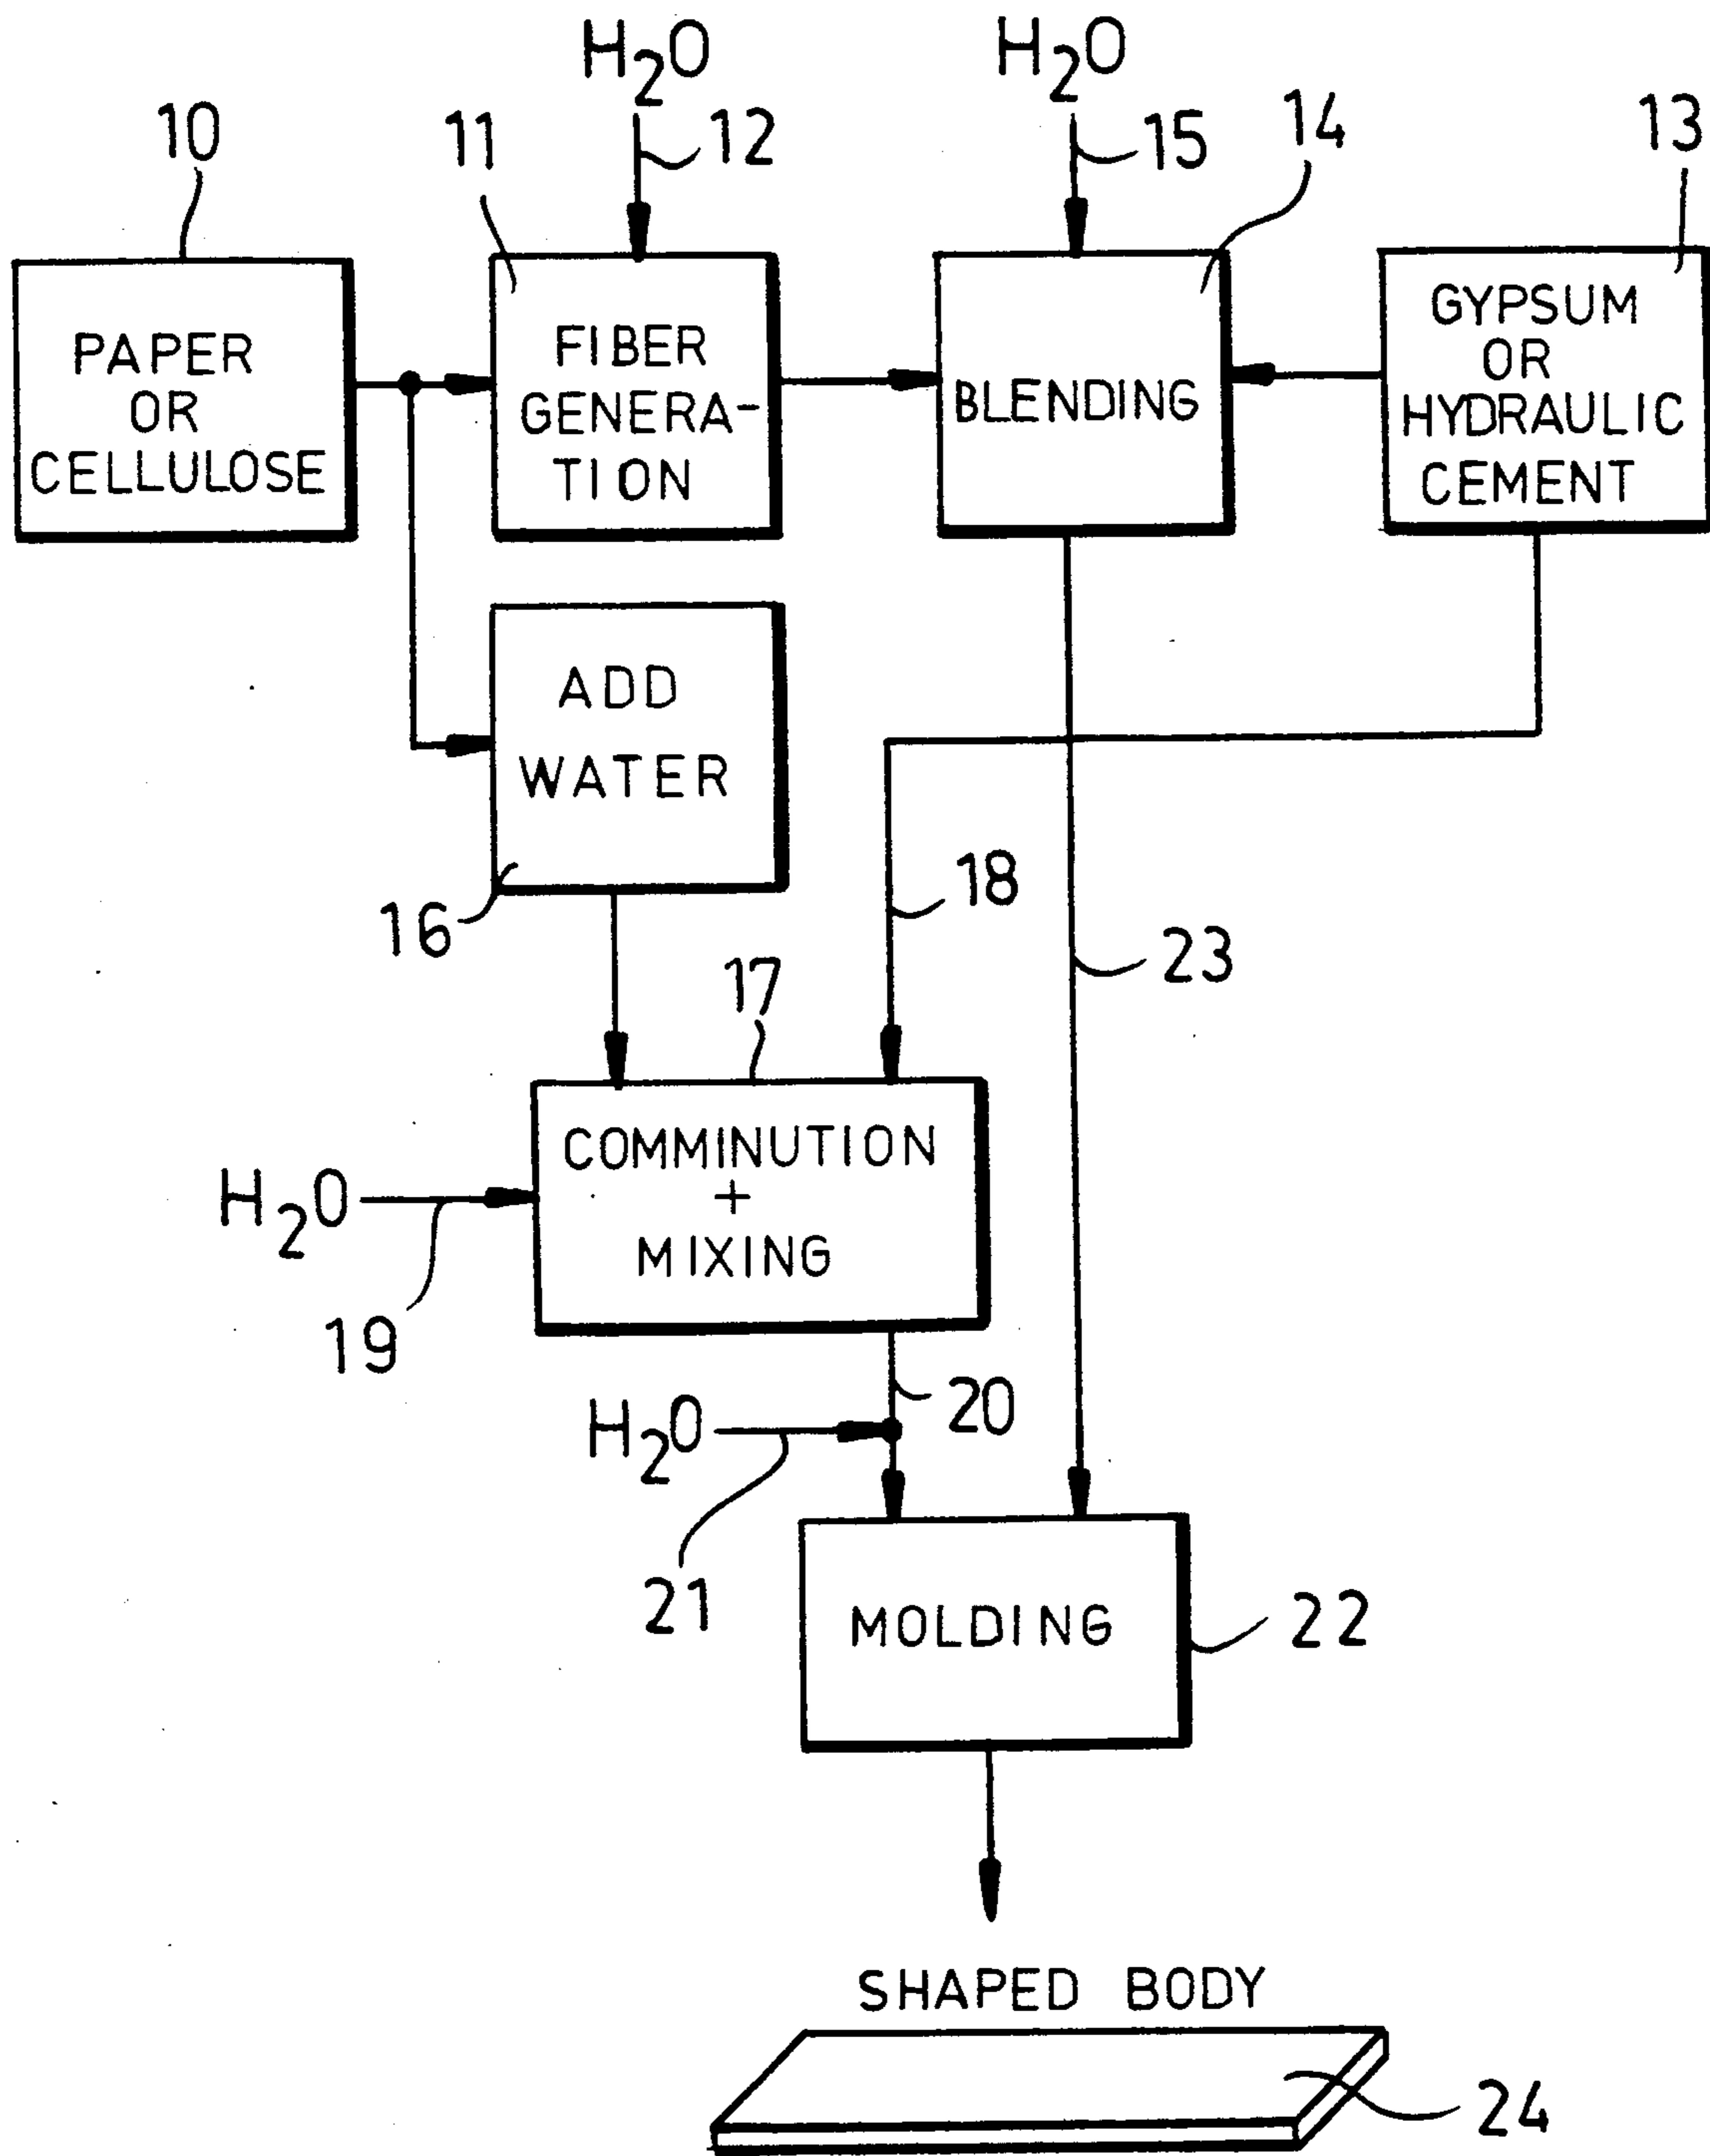 H2O
H2O
10
11
12
15
14
13
PAPER
OR
CELLULOSE
FIBER
GENERA-
TION
BLENDING
GYPSUM
OR
HYDRAULIC
CEMENT
ADD
WATER
16
18
23
17
COMMINUTION
+
MIXING
H2O
19
20
H2O
21
MOLDING
22
SHAPED BODY
24